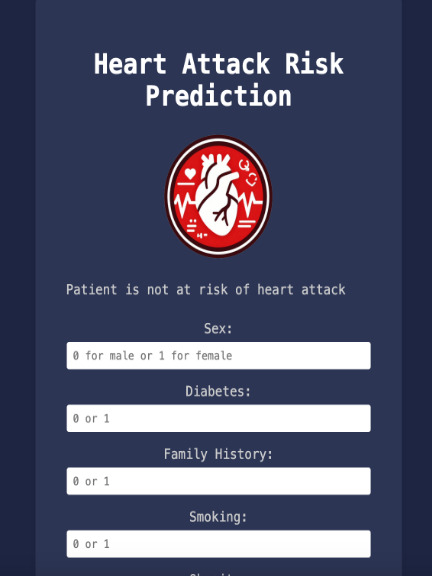 Heart Attack Risk
Prediction
Patient is not at risk of heart attack
Sex:
0 for male or 1 for female
Diabetes:
0 or 1
Family History:
0 or 1
Smoking:
0 or 1